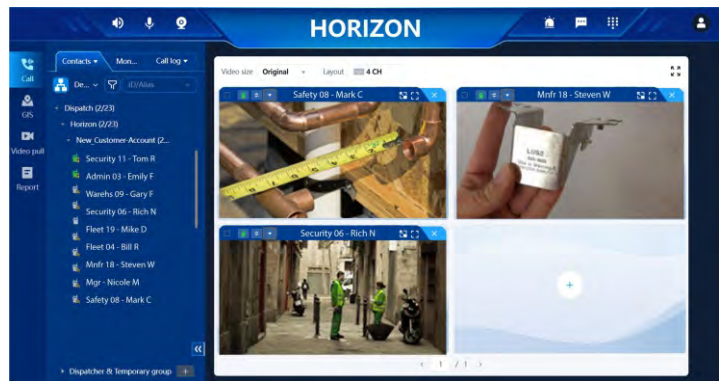 HORIZON
Contacts
Mon...
Call log
Call
De...
ID/Alias
GIS
Video pull
Report
Dispatch (2/23)
Horizon (2/23)
New_Customer-Account (2...
Security 11 - Tom R
Admin 03 - Emily F
Warehs 09 - Gary F
Security 06 - Rich N
Fleet 19 - Mike D
Fleet 04 - Bill R
Mnfr 18 - Steven W
Mgr - Nicole M
Safety 08 - Mark C
Dispatcher & Temporary group
Video size Original Layout 4 CH
Safety 08 - Mark C
Mnfr 18 - Steven W
Security 06 - Rich N
1 / 1